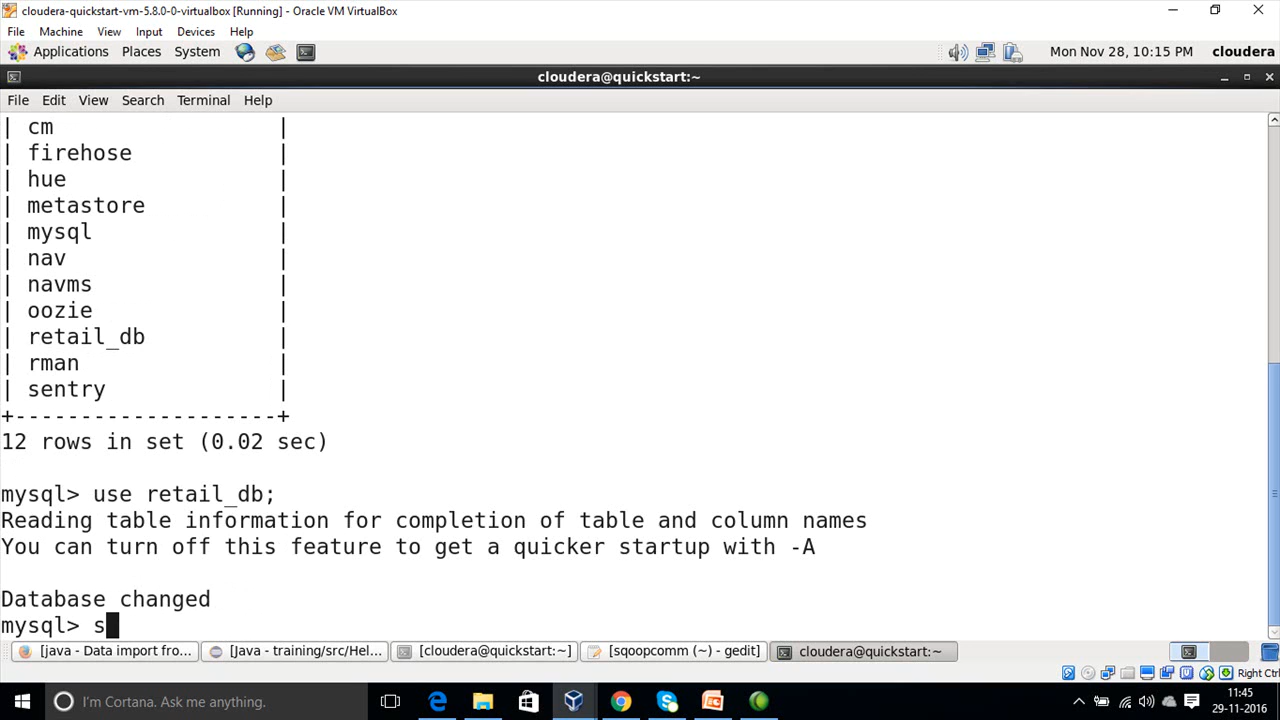 cloudera-quickstart-vm-5.8.0-0-virtualbox [Running] - Oracle VM VirtualBox
File Machine View Input Devices Help
Applications Places System Mon Nov 28, 10:15 PM cloudera
cloudera@quickstart:~
File Edit View Search Terminal Help
| cm |
| firehose |
| hue |
| metastore |
| mysql |
| nav |
| navms |
| oozie |
| retail_db |
| rman |
| sentry |
+--------------------+
12 rows in set (0.02 sec)
mysql> use retail_db;
Reading table information for completion of table and column names
You can turn off this feature to get a quicker startup with -A
Database changed
mysql> s
[java - Data import fro... [java - training/src/Hel... [cloudera@quickstart:~] [sqoopcomm (~) - gedit] cloudera@quickstart:~
Right Ctrl
I'm Cortana. Ask me anything. 11:45
29-11-2016